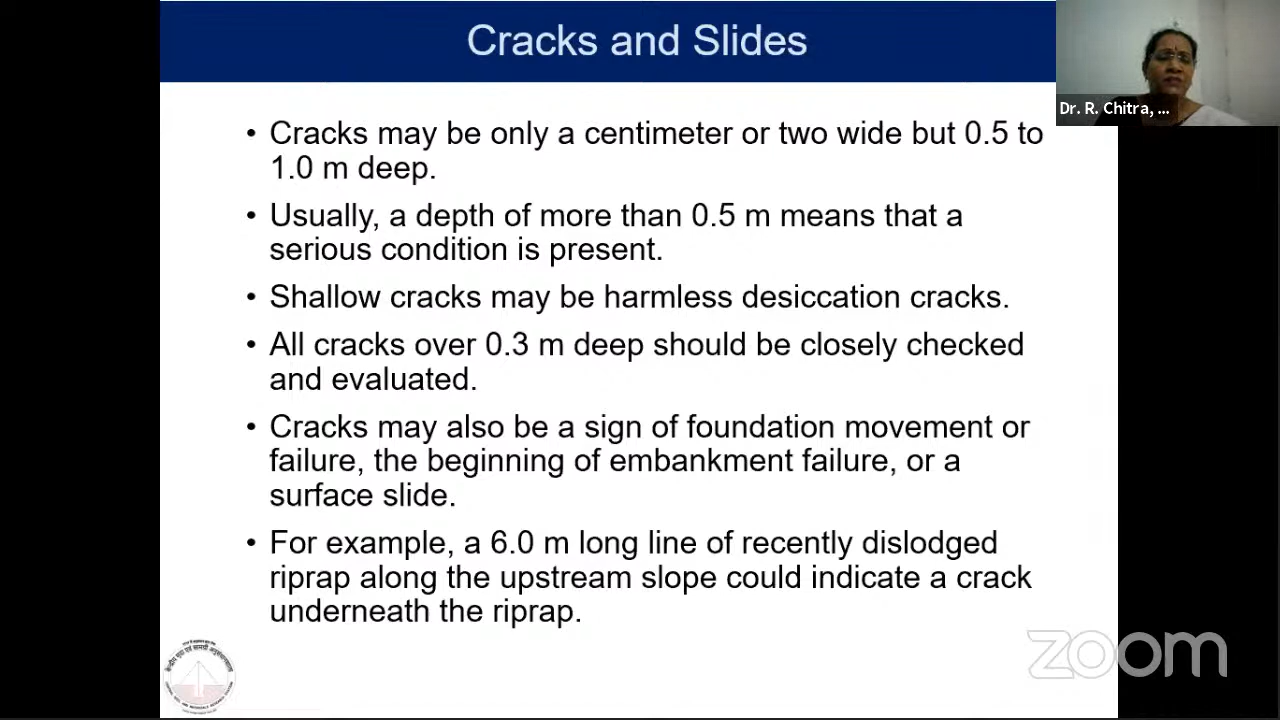 Cracks and Slides
Dr. R. Chitra, ...
• Cracks may be only a centimeter or two wide but 0.5 to
1.0 m deep.
• Usually, a depth of more than 0.5 m means that a
serious condition is present.
• Shallow cracks may be harmless desiccation cracks.
• All cracks over 0.3 m deep should be closely checked
and evaluated.
• Cracks may also be a sign of foundation movement or
failure, the beginning of embankment failure, or a
surface slide.
• For example, a 6.0 m long line of recently dislodged
riprap along the upstream slope could indicate a crack
underneath the riprap.
zoom